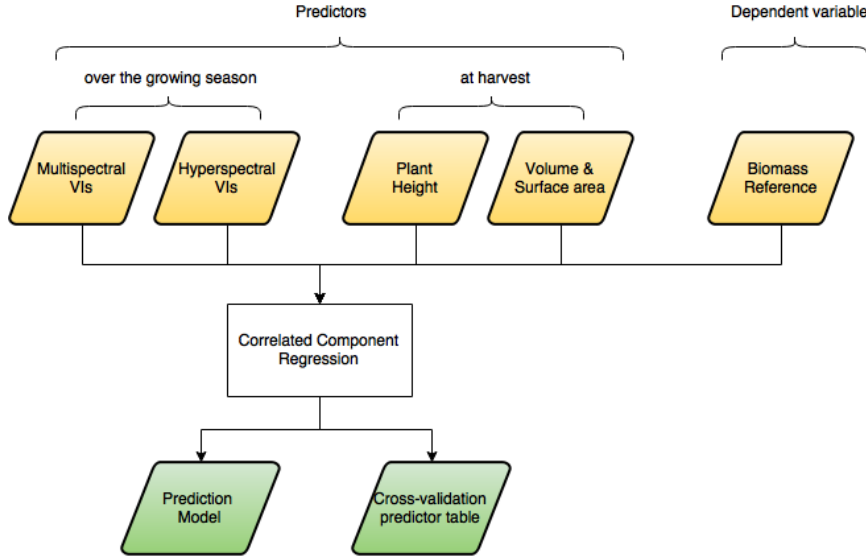 Predictors
Dependent variable
over the growing season
at harvest
Multispectral
VIs
Hyperspectral
VIs
Plant
Height
Volume &
Surface area
Biomass
Reference
Correlated Component
Regression
Prediction
Model
Cross-validation
predictor table